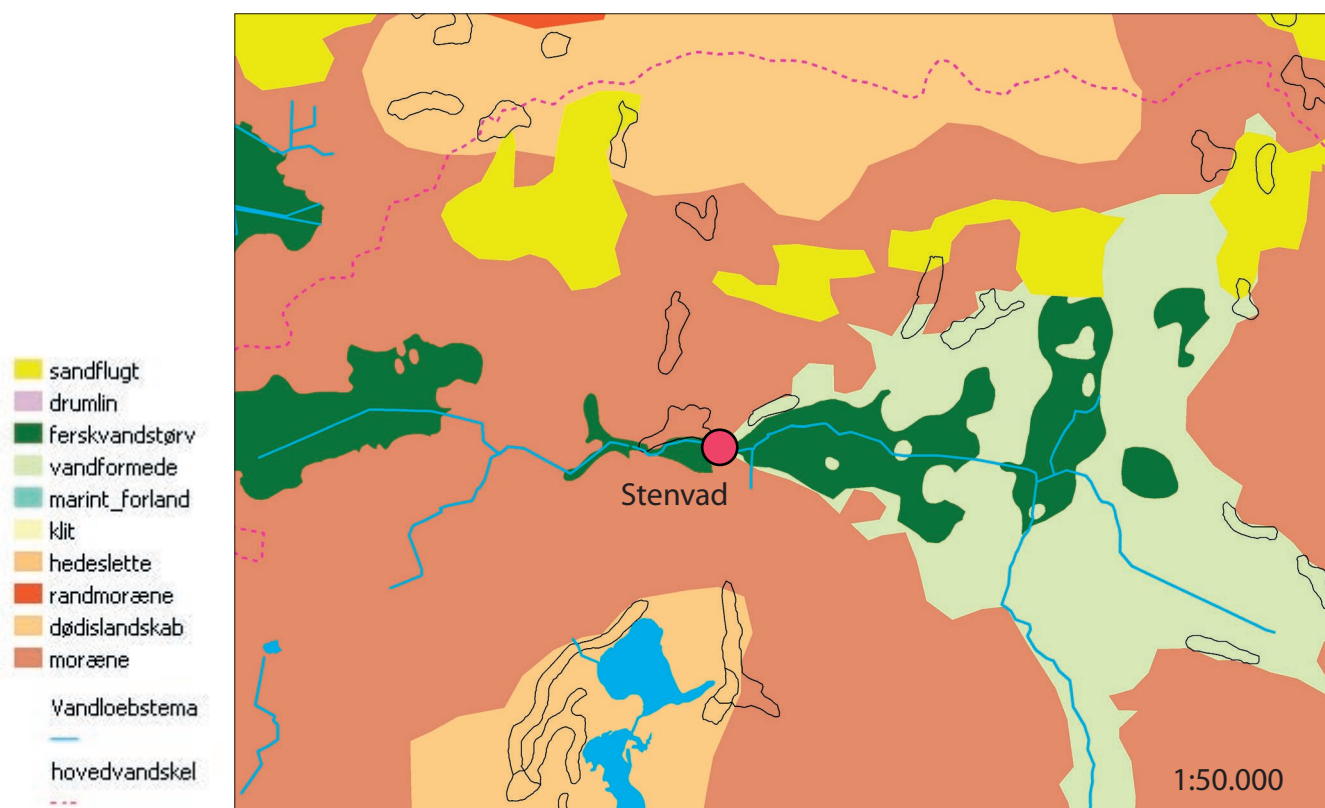 sandflugt
drumlin
ferskvandstørv
vandformede
marint_forland
klit
hedeslette
randmoræne
dødislandskab
moræne
Vandloebstema
hovedvandskel
Stenvad
1:50.000